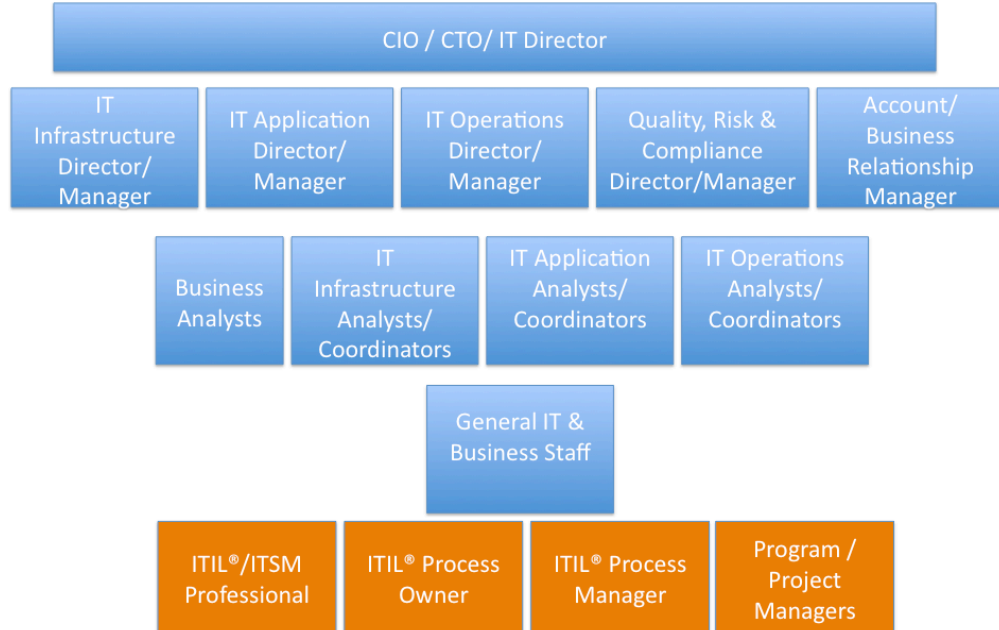 CIO / CTO/ IT Director
IT
Infrastructure
Director/
Manager
IT Application
Director/
Manager
IT Operations
Director/
Manager
Quality, Risk &
Compliance
Director/Manager
Account/
Business
Relationship
Manager
Business
Analysts
IT
Infrastructure
Analysts/
Coordinators
IT Application
Analysts/
Coordinators
IT Operations
Analysts/
Coordinators
General IT &
Business Staff
ITIL®/ITSM
Professional
ITIL® Process
Owner
ITIL® Process
Manager
Program /
Project
Managers